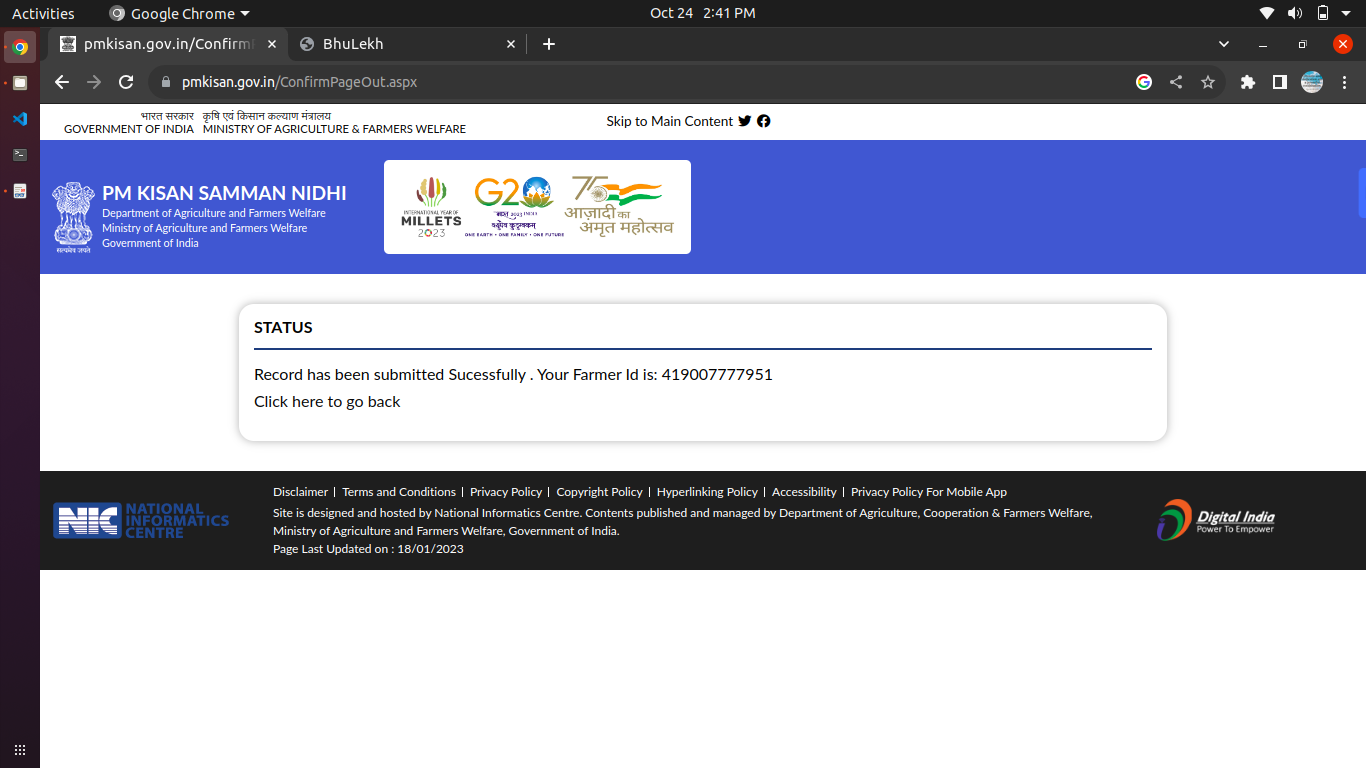 Activities Google Chrome Oct 24 2:41 PM
pmkisan.gov.in/Confirm BhuLekh
pmkisan.gov.in/ConfirmPageOut.aspx
भारत सरकार कृषि एवं किसान कल्याण मंत्रालय
GOVERNMENT OF INDIA MINISTRY OF AGRICULTURE & FARMERS WELFARE
Skip to Main Content
PM KISAN SAMMAN NIDHI
Department of Agriculture and Farmers Welfare
Ministry of Agriculture and Farmers Welfare
Government of India
सत्यमेव जयते
INTERNATIONAL YEAR OF
MILLETS
2023
G20
भारत 2023 INDIA
वसुधैव कुटुम्बकम्
ONE EARTH • ONE FAMILY • ONE FUTURE
75
आज़ादी का
अमृत महोत्सव
STATUS
Record has been submitted Sucessfully . Your Farmer Id is: 419007777951
Click here to go back
NIC NATIONAL
INFORMATICS
CENTRE
Disclaimer | Terms and Conditions | Privacy Policy | Copyright Policy | Hyperlinking Policy | Accessibility | Privacy Policy For Mobile App
Site is designed and hosted by National Informatics Centre. Contents published and managed by Department of Agriculture, Cooperation & Farmers Welfare,
Ministry of Agriculture and Farmers Welfare, Government of India.
Page Last Updated on : 18/01/2023
Digital India
Power To Empower